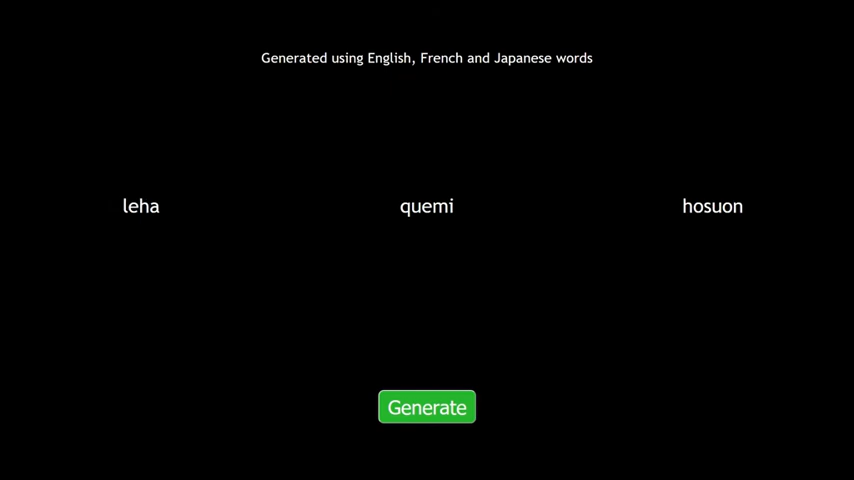 Generated using English, French and Japanese words
leha quemi hosuon
Generate